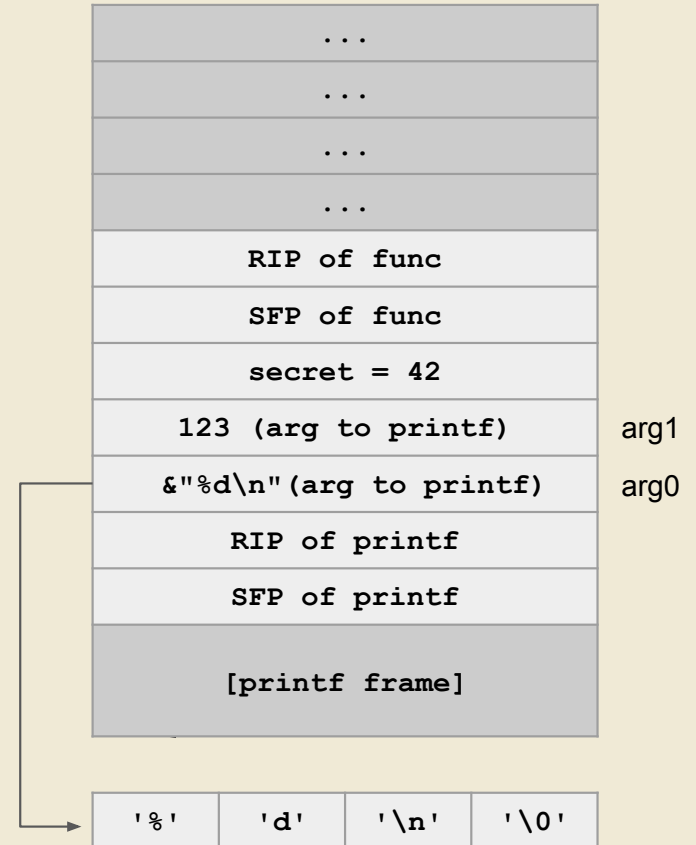 ...
...
...
...
RIP of func
SFP of func
secret = 42
123 (arg to printf) arg1
&"%d\n"(arg to printf) arg0
RIP of printf
SFP of printf
[printf frame]
'%' 'd' '\n' '\0'